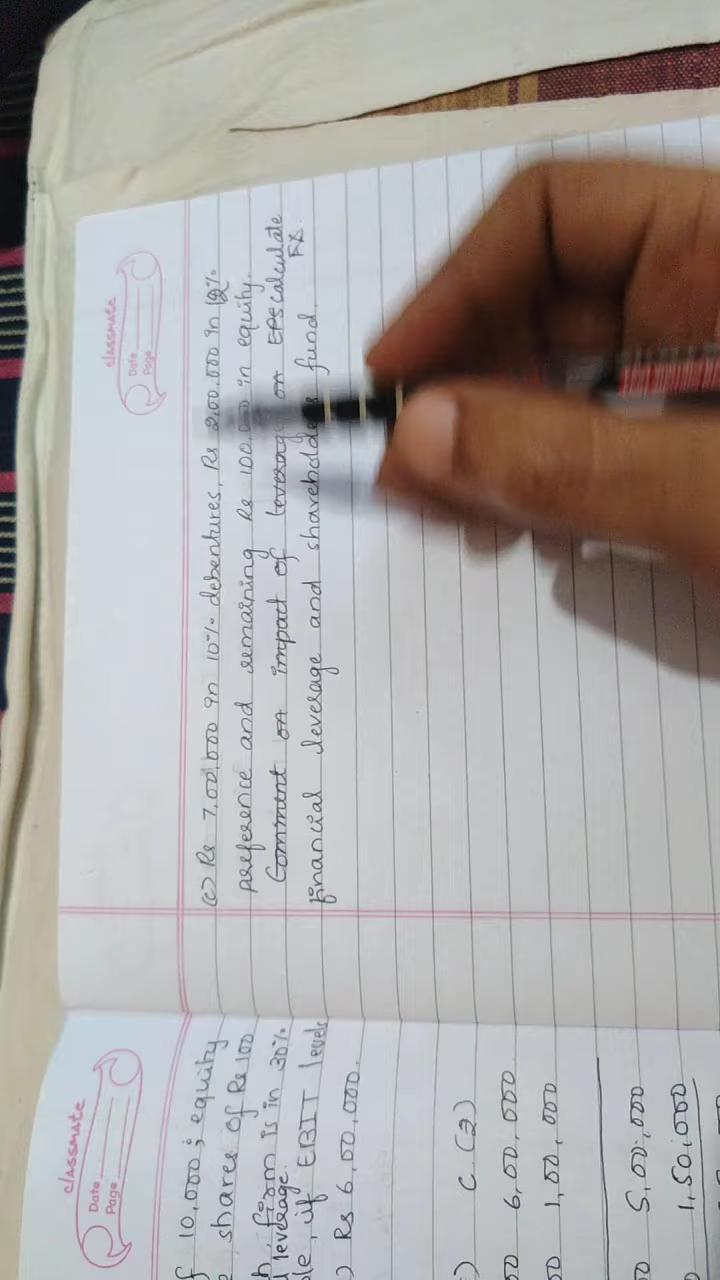 classmate
Date
Page
(c) Rs 7,00,000 in 10% debentures, Rs 2,00,000 in 12%
preference and remaining Rs 100,000 in equity.
Comment on impact of leverage on EPS calculate
financial leverage and shareholders fund.
classmate
Date
Page
10,000 ; equity
shares of Rs 100
firm is in 30%
leverage.
if EBIT levels
Rs 6,00,000.
C (2)
6,00,000
1,00,000
5,00,000
1,50,000